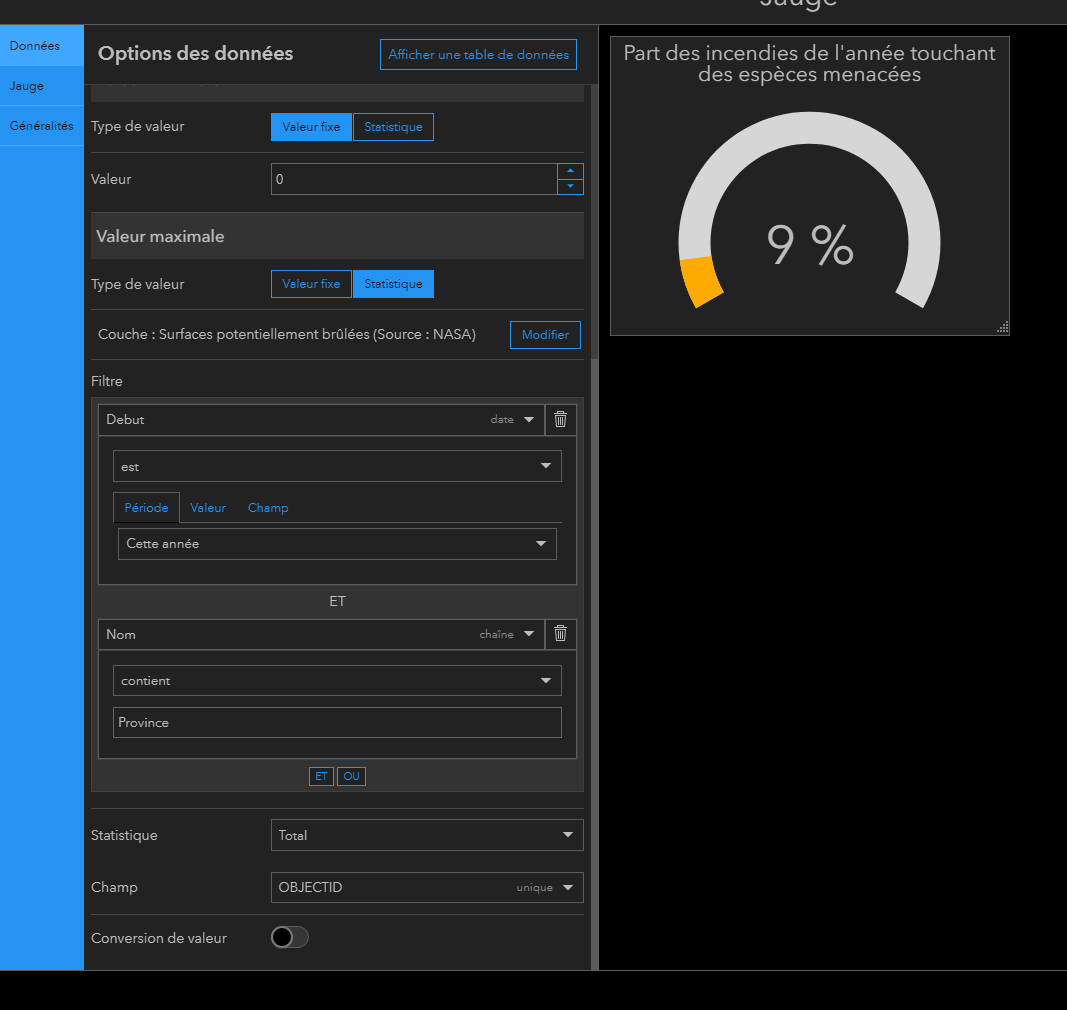 Jauge
Données
Jauge
Généralités
Options des données
Afficher une table de données
Type de valeur
Valeur fixe
Statistique
Valeur
0
Valeur maximale
Type de valeur
Valeur fixe
Statistique
Couche : Surfaces potentiellement brûlées (Source : NASA)
Modifier
Filtre
Debut
date
est
Période
Valeur
Champ
Cette année
ET
Nom
chaîne
contient
Province
ET
OU
Statistique
Total
Champ
OBJECTID
unique
Conversion de valeur
Part des incendies de l'année touchant
des espèces menacées
9 %